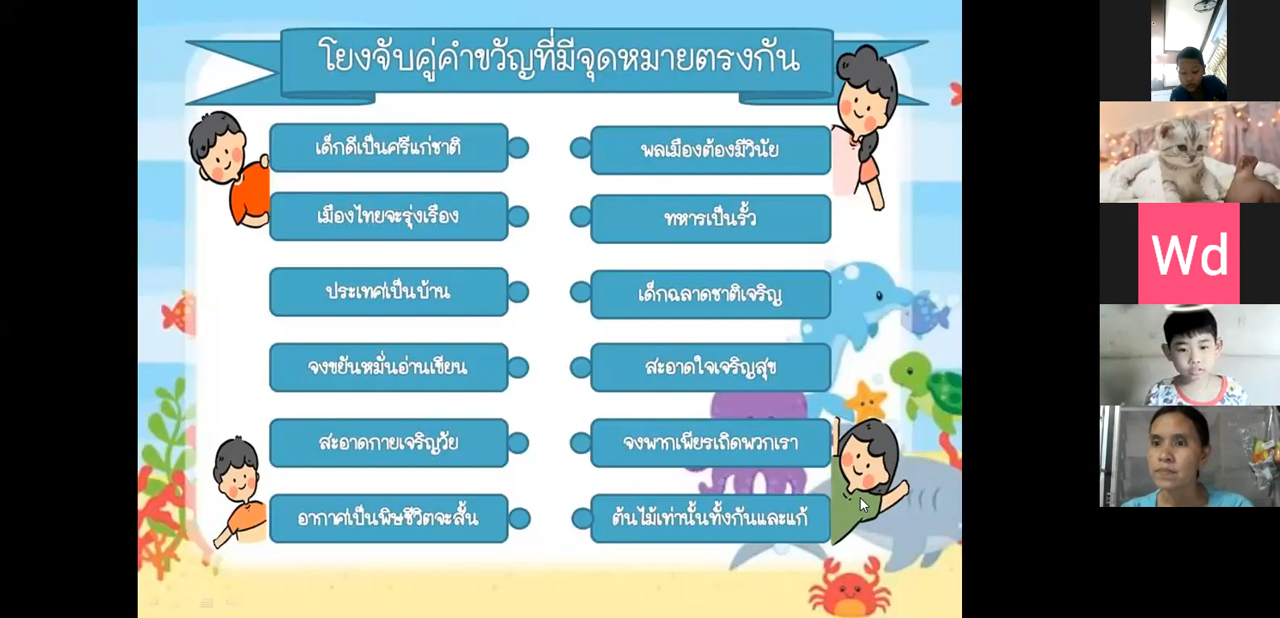 โยงจับคู่คำขวัญที่มีจุดหมายตรงกัน
เด็กดีเป็นศรีแก่ชาติ
พลเมืองต้องมีวินัย
เมืองไทยจะรุ่งเรือง
ทหารเป็นรั้ว
ประเทศเป็นบ้าน
เด็กฉลาดชาติเจริญ
จงขยันหมั่นอ่านเขียน
สะอาดใจเจริญสุข
สะอาดกายเจริญวัย
จงพากเพียรเถิดพวกเรา
อากาศเป็นพิษชีวิตจะสั้น
ต้นไม้เท่านั้นทั้งกันและแก้
Wd